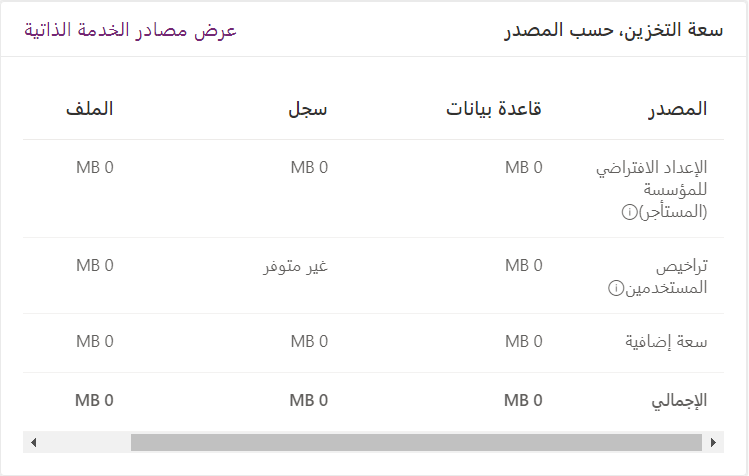 سعة التخزين، حسب المصدر
عرض مصادر الخدمة الذاتية
المصدر قاعدة بيانات سجل الملف
الإعداد الافتراضي 0 MB 0 MB 0 MB
للمؤسسة
(المستأجر)
تراخيص 0 MB غير متوفر 0 MB
المستخدمين
سعة إضافية 0 MB 0 MB 0 MB
الإجمالي 0 MB 0 MB 0 MB